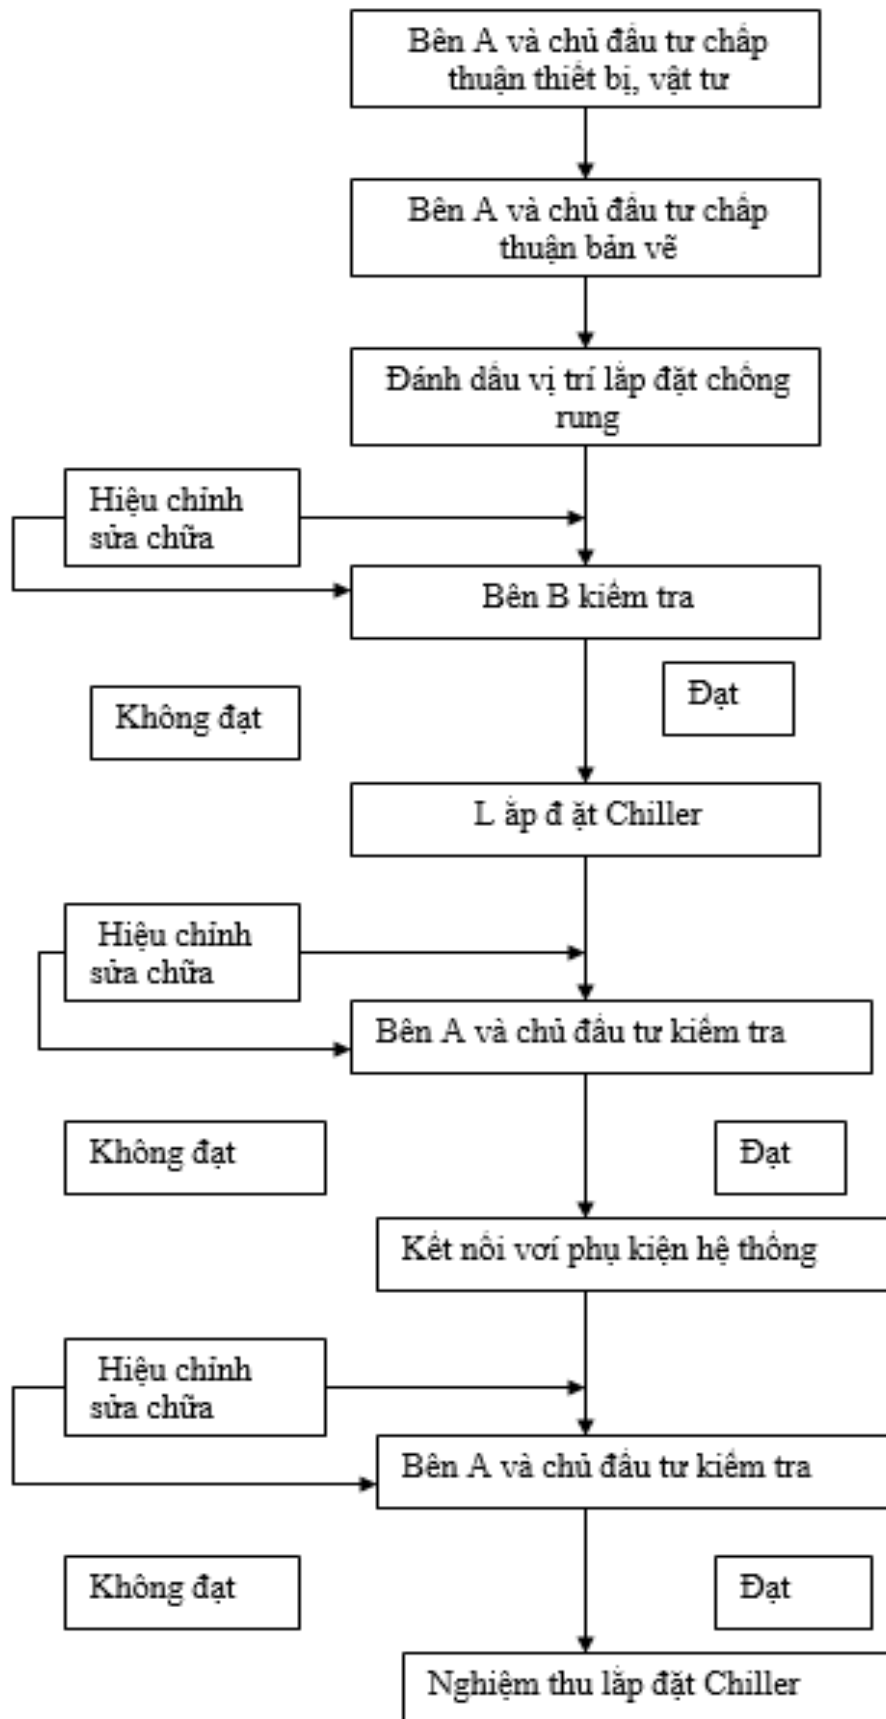 Bên A và chủ đầu tư chấp
thuận thiết bị, vật tư
Bên A và chủ đầu tư chấp
thuận bản vẽ
Đánh dấu vị trí lắp đặt chống
rung
Hiệu chỉnh
sửa chữa
Bên B kiểm tra
Không đạt
Đạt
L ắp đ ặt Chiller
Hiệu chỉnh
sửa chữa
Bên A và chủ đầu tư kiểm tra
Không đạt
Đạt
Kết nối vơí phụ kiện hệ thống
Hiệu chỉnh
sửa chữa
Bên A và chủ đầu tư kiểm tra
Không đạt
Đạt
Nghiệm thu lắp đặt Chiller